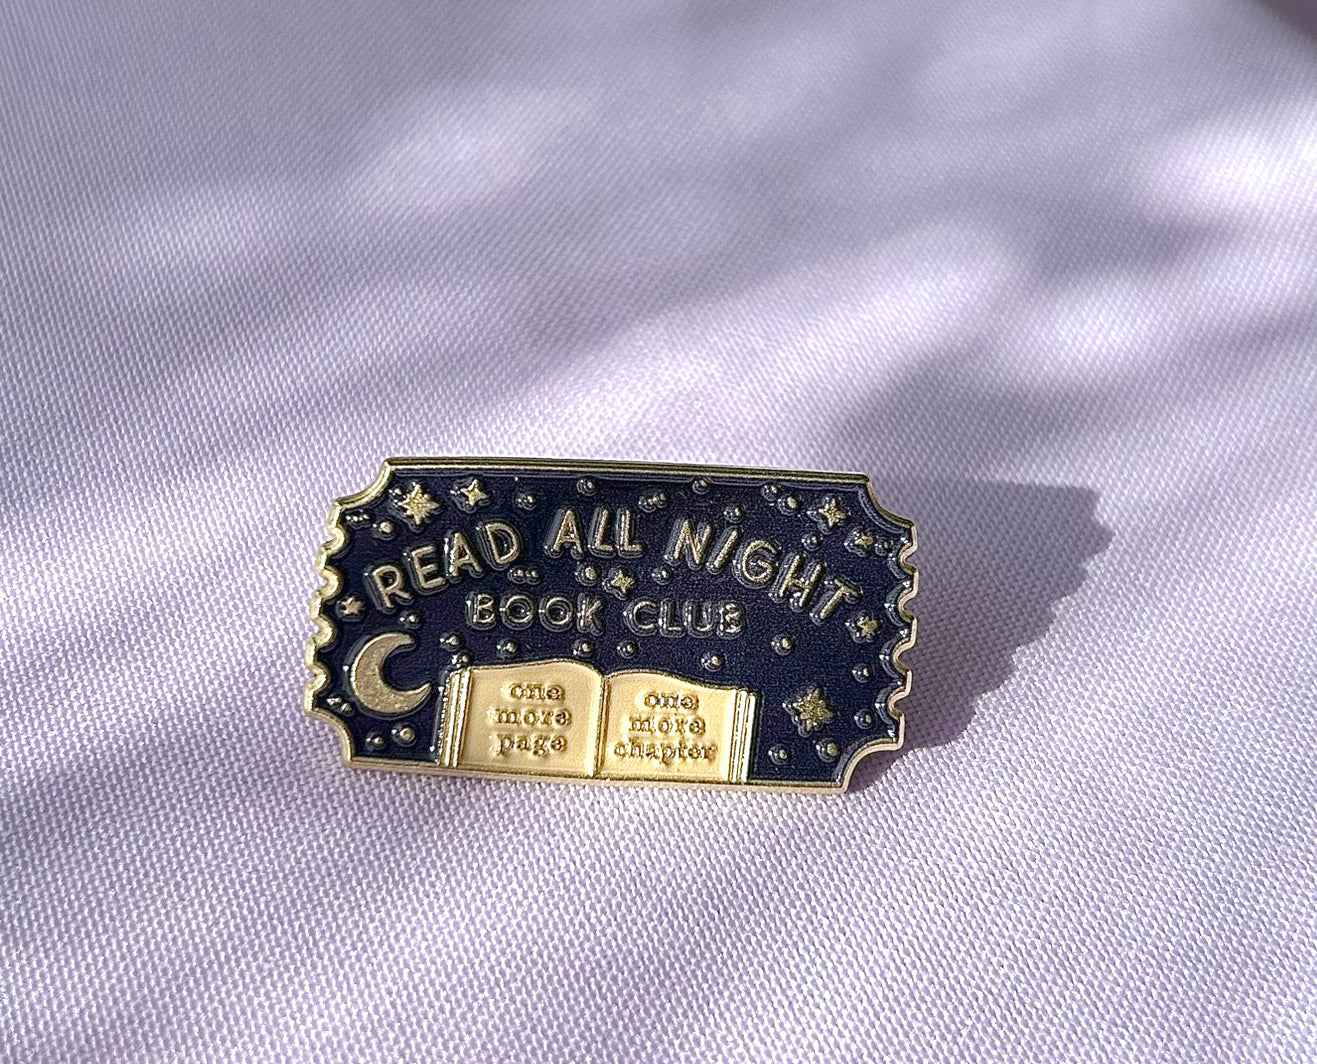 READ ALL NIGHT
BOOK CLUB
one
more
page
one
more
chapter